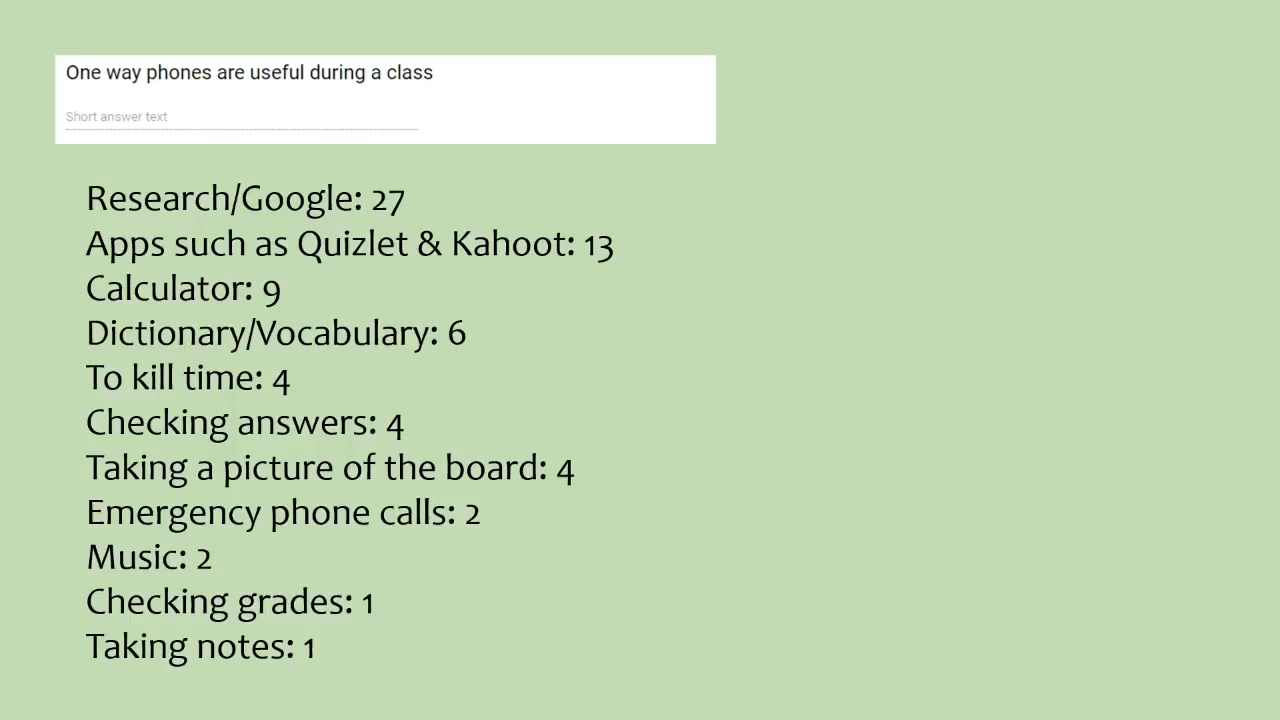 One way phones are useful during a class
Short answer text
Research/Google: 27
Apps such as Quizlet & Kahoot: 13
Calculator: 9
Dictionary/Vocabulary: 6
To kill time: 4
Checking answers: 4
Taking a picture of the board: 4
Emergency phone calls: 2
Music: 2
Checking grades: 1
Taking notes: 1